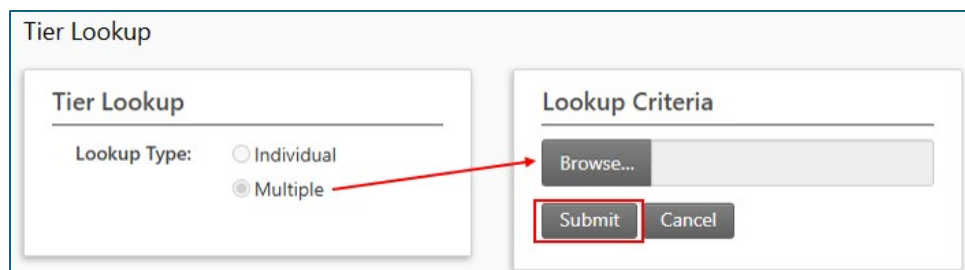 Tier Lookup
Tier Lookup
Lookup Type:
Individual
Multiple
Lookup Criteria
Browse...
Submit
Cancel